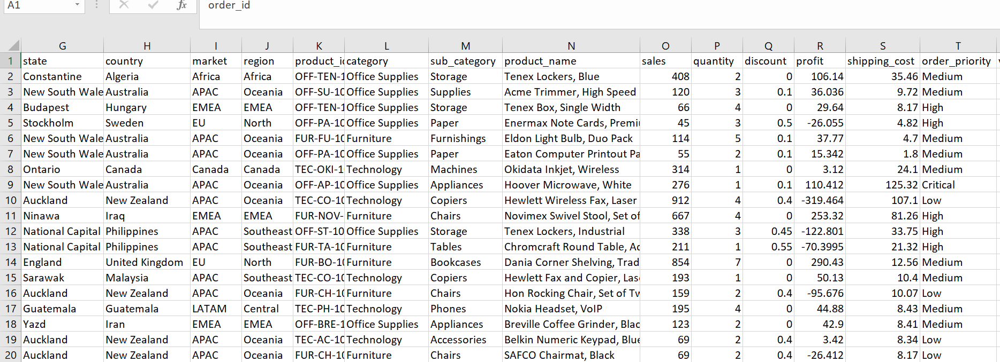 A1 fx order_id
G H I J K L M N O P Q R S T
1 state country market region product_i category sub_category product_name sales quantity discount profit shipping_cost order_priority
2 Constantine Algeria Africa Africa OFF-TEN-1 Office Supplies Storage Tenex Lockers, Blue 408 2 0 106.14 35.46 Medium
3 New South Wale Australia APAC Oceania OFF-SU-10 Office Supplies Supplies Acme Trimmer, High Speed 120 3 0.1 36.036 9.72 Medium
4 Budapest Hungary EMEA EMEA OFF-TEN-1 Office Supplies Storage Tenex Box, Single Width 66 4 0 29.64 8.17 High
5 Stockholm Sweden EU North OFF-PA-10 Office Supplies Paper Enermax Note Cards, Premi 45 3 0.5 -26.055 4.82 High
6 New South Wale Australia APAC Oceania FUR-FU-10 Furniture Furnishings Eldon Light Bulb, Duo Pack 114 5 0.1 37.77 4.7 Medium
7 New South Wale Australia APAC Oceania OFF-PA-10 Office Supplies Paper Eaton Computer Printout Pa 55 2 0.1 15.342 1.8 Medium
8 Ontario Canada Canada Canada TEC-OKI-1 Technology Machines Okidata Inkjet, Wireless 314 1 0 3.12 24.1 Medium
9 New South Wale Australia APAC Oceania OFF-AP-10 Office Supplies Appliances Hoover Microwave, White 276 1 0.1 110.412 125.32 Critical
10 Auckland New Zealand APAC Oceania TEC-CO-10 Technology Copiers Hewlett Wireless Fax, Laser 912 4 0.4 -319.464 107.1 Low
11 Ninawa Iraq EMEA EMEA FUR-NOV- Furniture Chairs Novimex Swivel Stool, Set of 667 4 0 253.32 81.26 High
12 National Capital Philippines APAC Southeast OFF-ST-10 Office Supplies Storage Tenex Lockers, Industrial 338 3 0.45 -122.801 33.75 High
13 National Capital Philippines APAC Southeast FUR-TA-10 Furniture Tables Chromcraft Round Table, Ad 211 1 0.55 -70.3995 21.32 High
14 England United Kingdom EU North FUR-BO-10 Furniture Bookcases Dania Corner Shelving, Trad 854 7 0 290.43 12.56 Medium
15 Sarawak Malaysia APAC Southeast TEC-CO-10 Technology Copiers Hewlett Fax and Copier, Las 193 1 0 50.13 10.4 Medium
16 Auckland New Zealand APAC Oceania FUR-CH-10 Furniture Chairs Hon Rocking Chair, Set of Tw 159 2 0.4 -95.676 10.07 Low
17 Guatemala Guatemala LATAM Central TEC-PH-10 Technology Phones Nokia Headset, VoIP 195 4 0 44.88 8.43 Medium
18 Yazd Iran EMEA EMEA OFF-BRE-1 Office Supplies Appliances Breville Coffee Grinder, Blac 123 2 0 42.9 8.41 Medium
19 Auckland New Zealand APAC Oceania TEC-AC-10 Technology Accessories Belkin Numeric Keypad, Blue 69 2 0.4 3.42 8.34 Low
20 Auckland New Zealand APAC Oceania FUR-CH-10 Furniture Chairs SAFCO Chairmat, Black 69 2 0.4 -26.412 8.17 Low